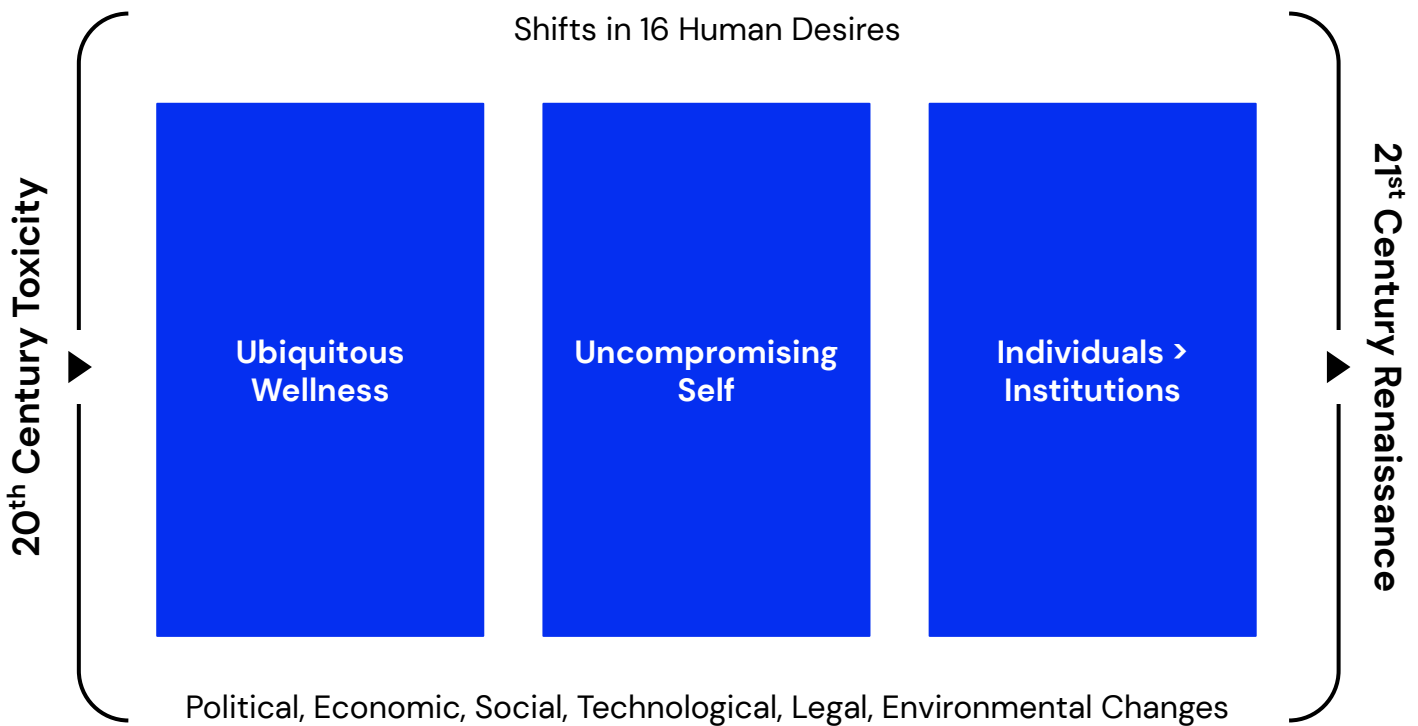 Shifts in 16 Human Desires
20th Century Toxicity
Ubiquitous
Wellness
Uncompromising
Self
Individuals >
Institutions
21st Century Renaissance
Political, Economic, Social, Technological, Legal, Environmental Changes